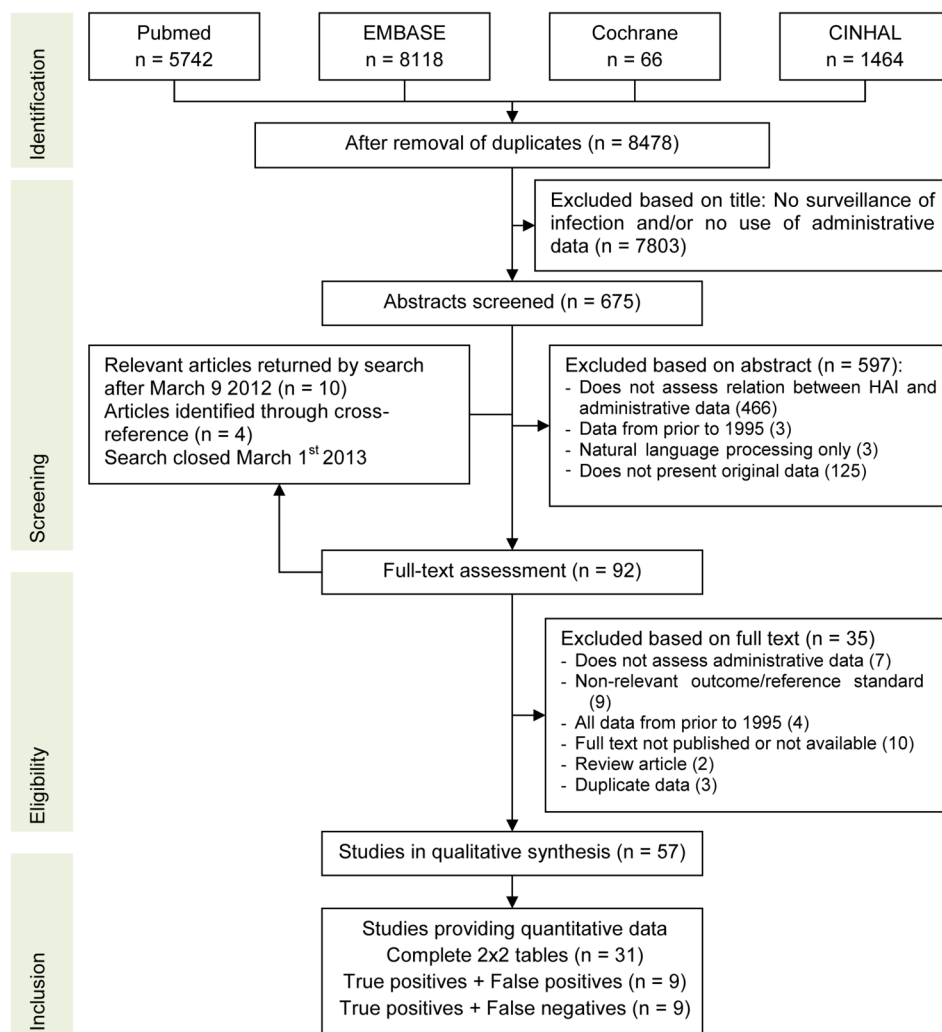 Identification
Pubmed
n = 5742
EMBASE
n = 8118
Cochrane
n = 66
CINHAL
n = 1464
After removal of duplicates (n = 8478)
Screening
Excluded based on title: No surveillance of
infection and/or no use of administrative
data (n = 7803)
Abstracts screened (n = 675)
Relevant articles returned by search
after March 9 2012 (n = 10)
Articles identified through cross-
reference (n = 4)
Search closed March 1st 2013
Excluded based on abstract (n = 597):
- Does not assess relation between HAI and
administrative data (466)
- Data from prior to 1995 (3)
- Natural language processing only (3)
- Does not present original data (125)
Full-text assessment (n = 92)
Eligibility
Excluded based on full text (n = 35)
- Does not assess administrative data (7)
- Non-relevant outcome/reference standard
(9)
- All data from prior to 1995 (4)
- Full text not published or not available (10)
- Review article (2)
- Duplicate data (3)
Studies in qualitative synthesis (n = 57)
Inclusion
Studies providing quantitative data
Complete 2x2 tables (n = 31)
True positives + False positives (n = 9)
True positives + False negatives (n = 9)